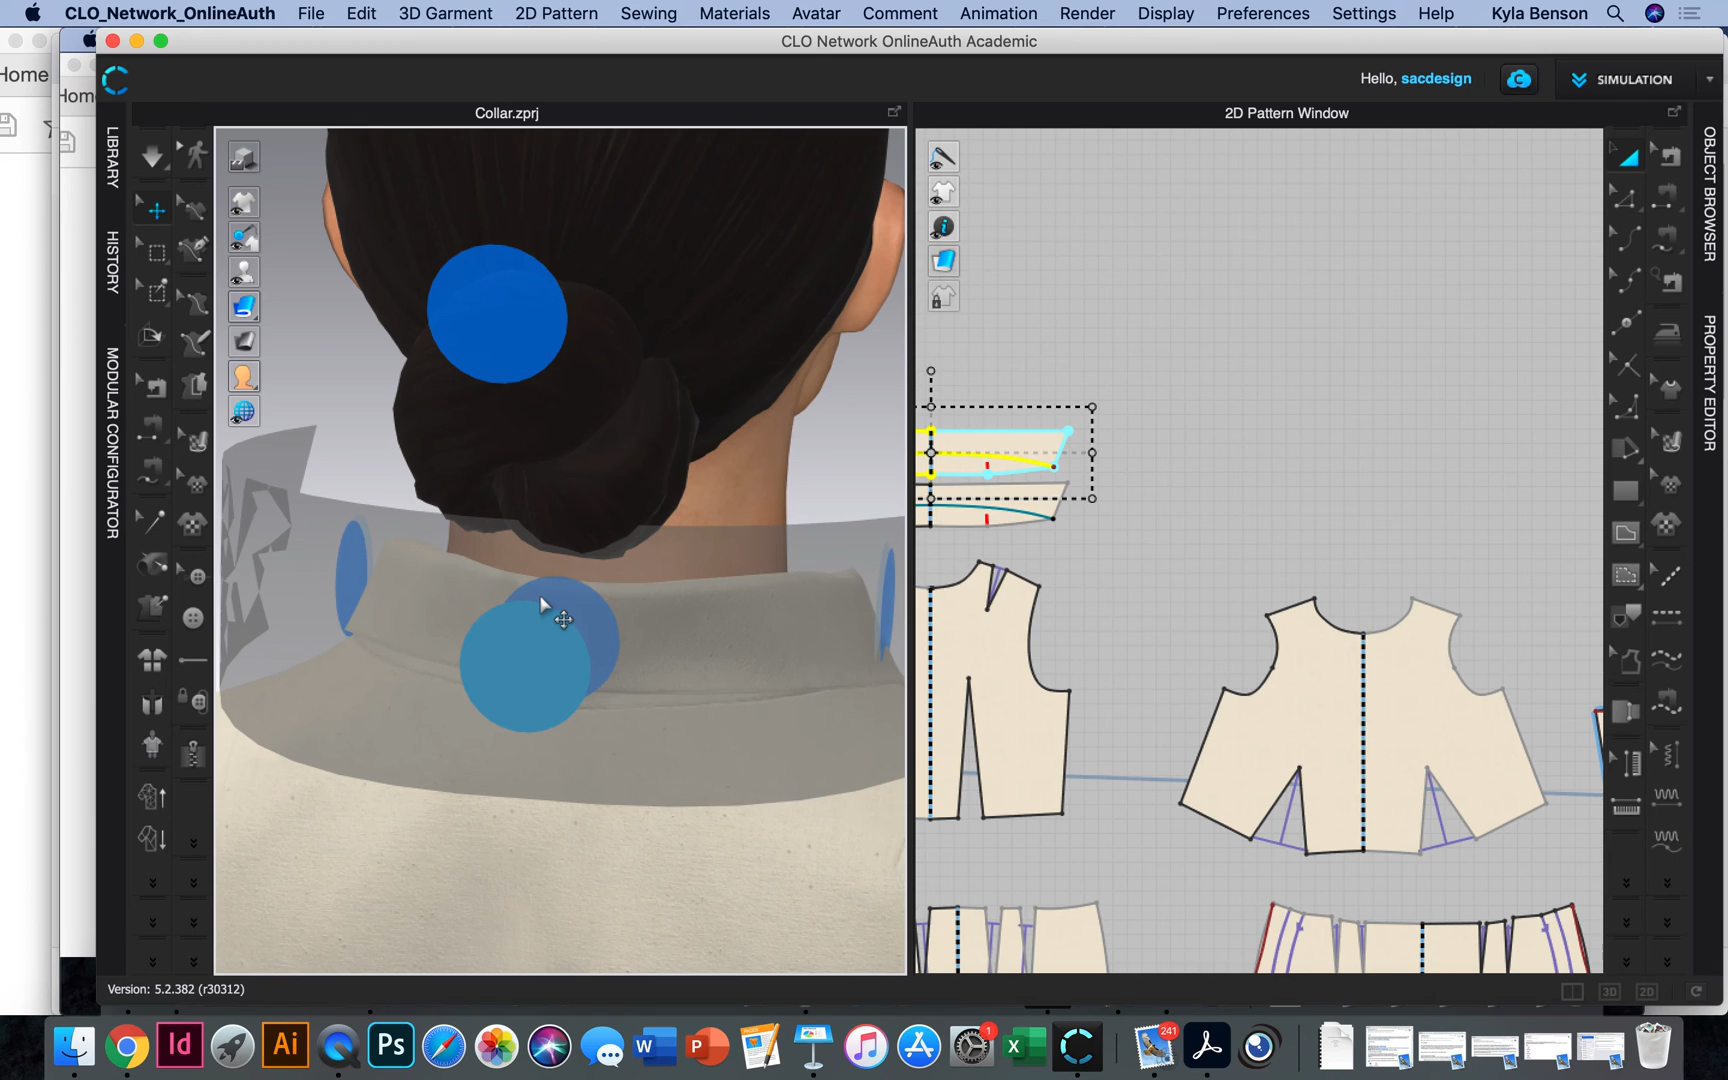 CLO_Network_OnlineAuth File Edit 3D Garment 2D Pattern Sewing Materials Avatar Comment Animation Render Display Preferences Settings Help Kyla Benson
CLO Network OnlineAuth Academic
Home
Hello, sacdesign
SIMULATION
Collar.zprj
2D Pattern Window
LIBRARY
HISTORY
MODULAR CONFIGURATOR
OBJECT BROWSER
PROPERTY EDITOR
Version: 5.2.382 (r30312)
3D
2D
Id
Ai
Ps
W
P
X
1
241